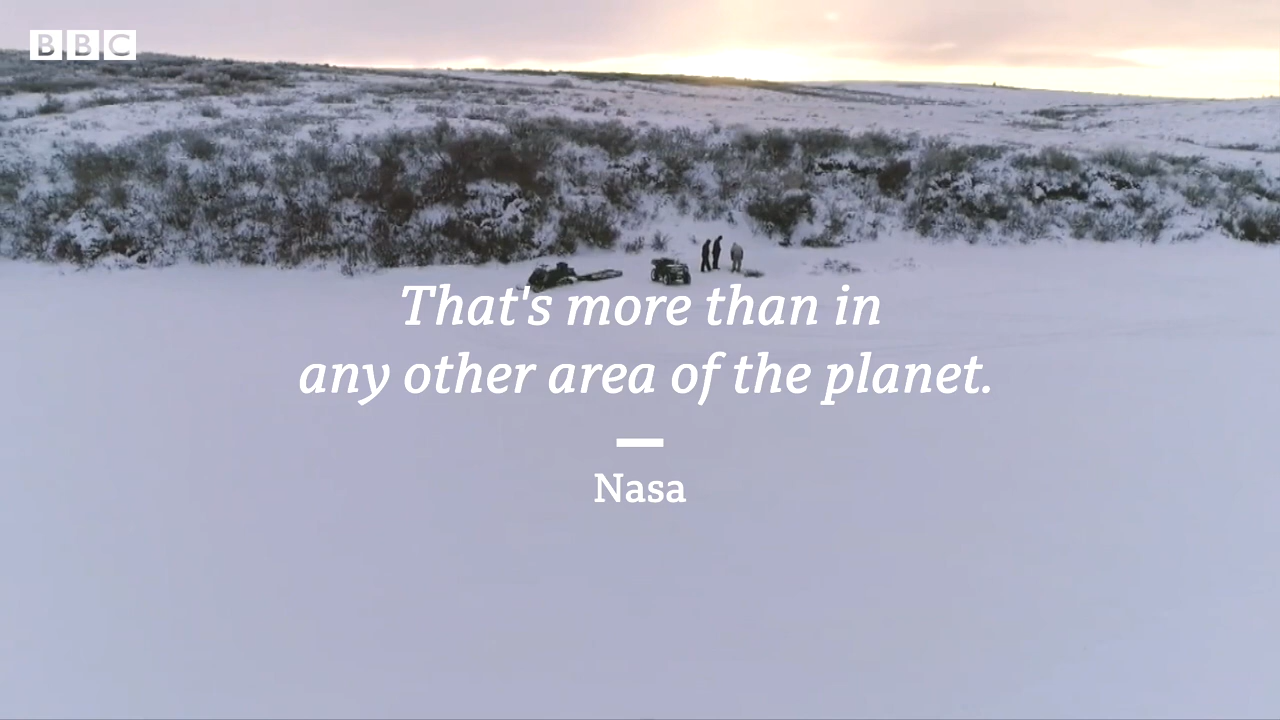 BBC
That's more than in
any other area of the planet.
Nasa